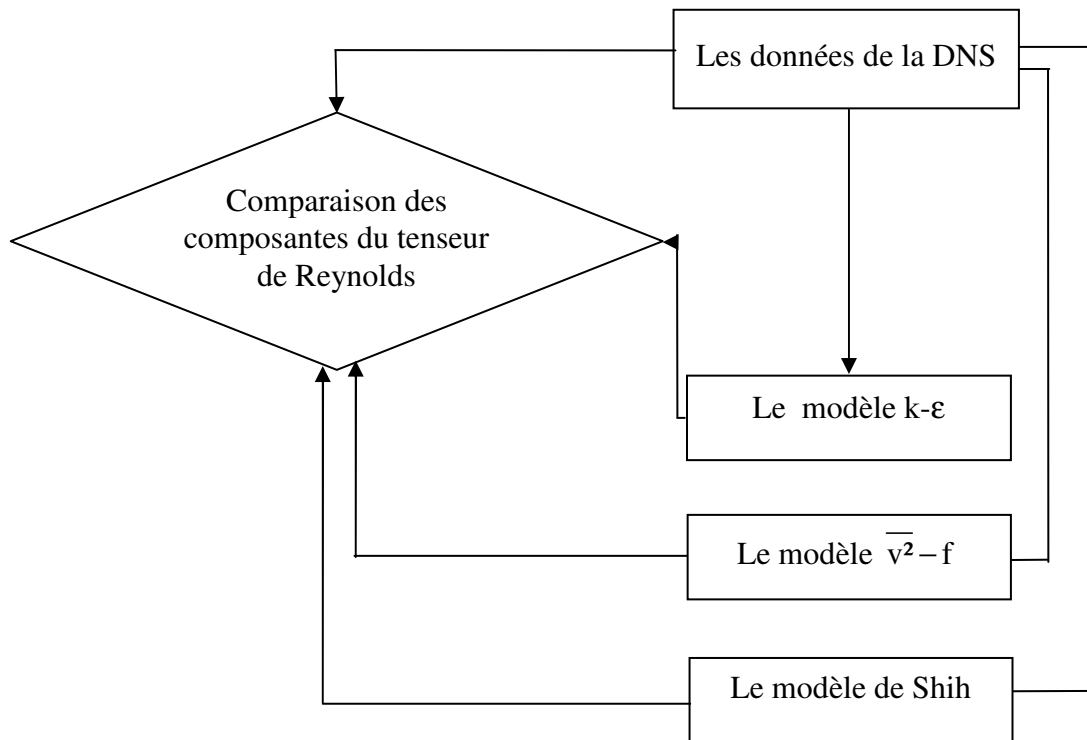 Les données de la DNS
Comparaison des
composantes du tenseur
de Reynolds
Le modèle k-ε
Le modèle v̅²̅ – f
Le modèle de Shih